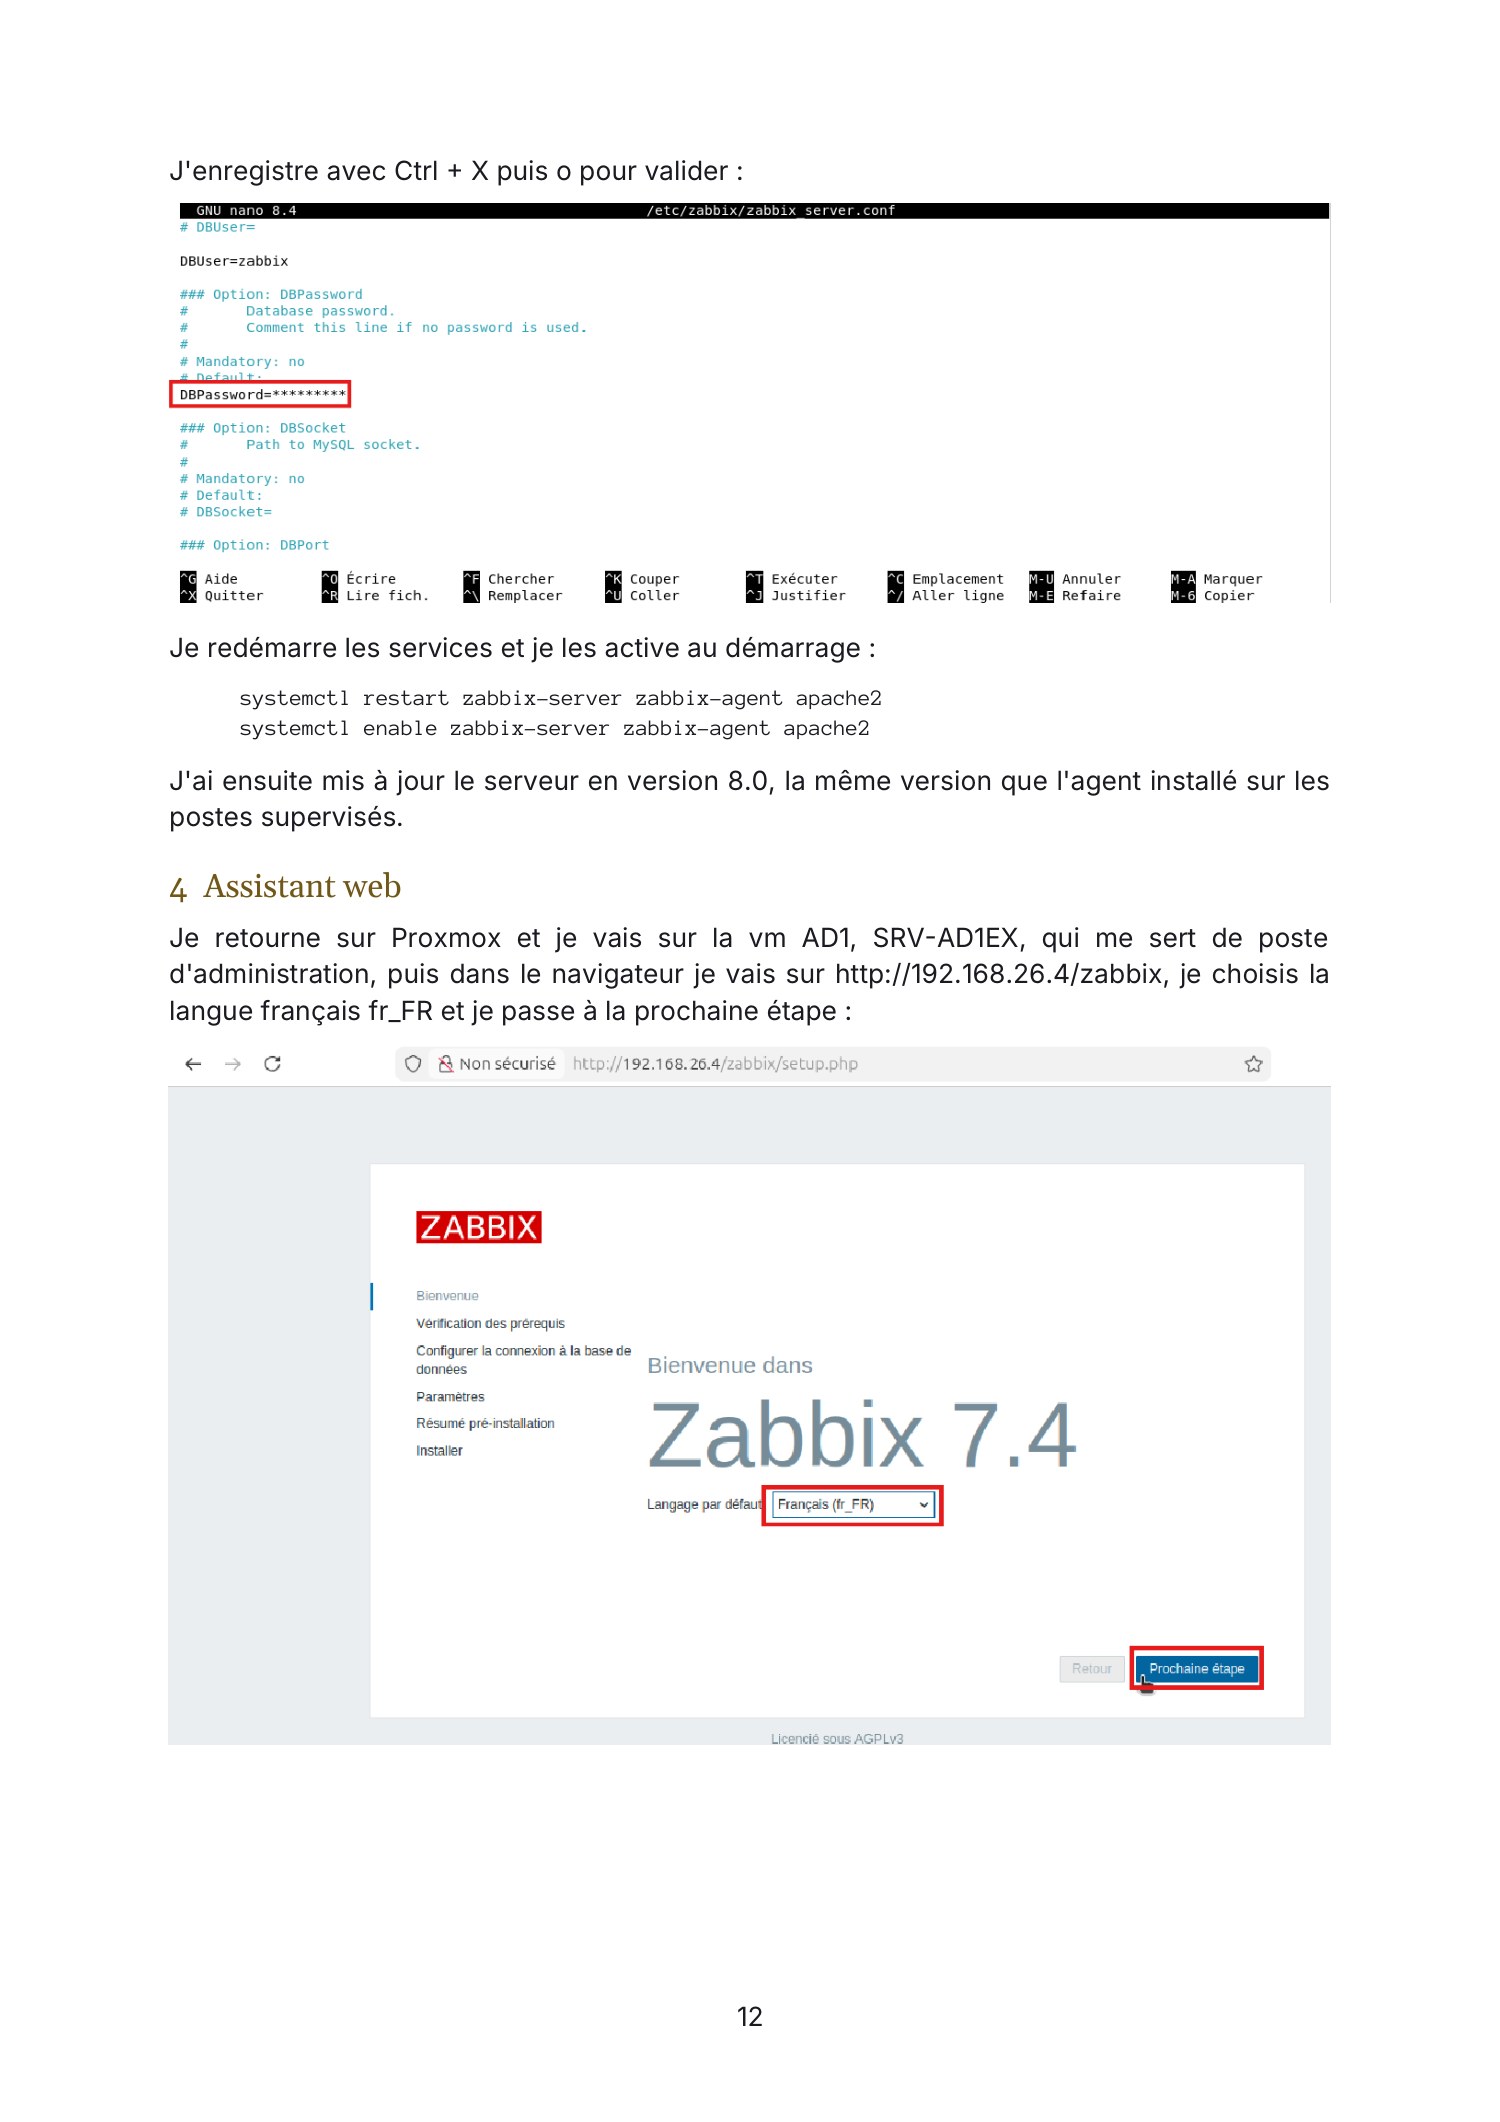 J'enregistre avec Ctrl + X puis o pour valider :
GNU nano 8.4 /etc/zabbix/zabbix_server.conf
# DBUser=
DBUser=zabbix
### Option: DBPassword
# Database password.
# Comment this line if no password is used.
#
# Mandatory: no
# Default:
DBPassword=*********
### Option: DBSocket
# Path to MySQL socket.
#
# Mandatory: no
# Default:
# DBSocket=
### Option: DBPort
^G Aide ^O Écrire ^F Chercher ^K Couper ^T Exécuter ^C Emplacement M-U Annuler M-A Marquer
^X Quitter ^R Lire fich. ^\ Remplacer ^U Coller ^J Justifier ^/ Aller ligne M-E Refaire M-6 Copier
Je redémarre les services et je les active au démarrage :
systemctl restart zabbix-server zabbix-agent apache2
systemctl enable zabbix-server zabbix-agent apache2
J'ai ensuite mis à jour le serveur en version 8.0, la même version que l'agent installé sur les
postes supervisés.
4 Assistant web
Je retourne sur Proxmox et je vais sur la vm AD1, SRV-AD1EX, qui me sert de poste
d'administration, puis dans le navigateur je vais sur http://192.168.26.4/zabbix, je choisis la
langue français fr_FR et je passe à la prochaine étape :
Non sécurisé http://192.168.26.4/zabbix/setup.php
ZABBIX
Bienvenue
Vérification des prérequis
Configurer la connexion à la base de
données
Paramètres
Résumé pré-installation
Installer
Bienvenue dans
Zabbix 7.4
Langage par défaut Français (fr_FR)
Retour Prochaine étape
Licencié sous AGPLv3
12